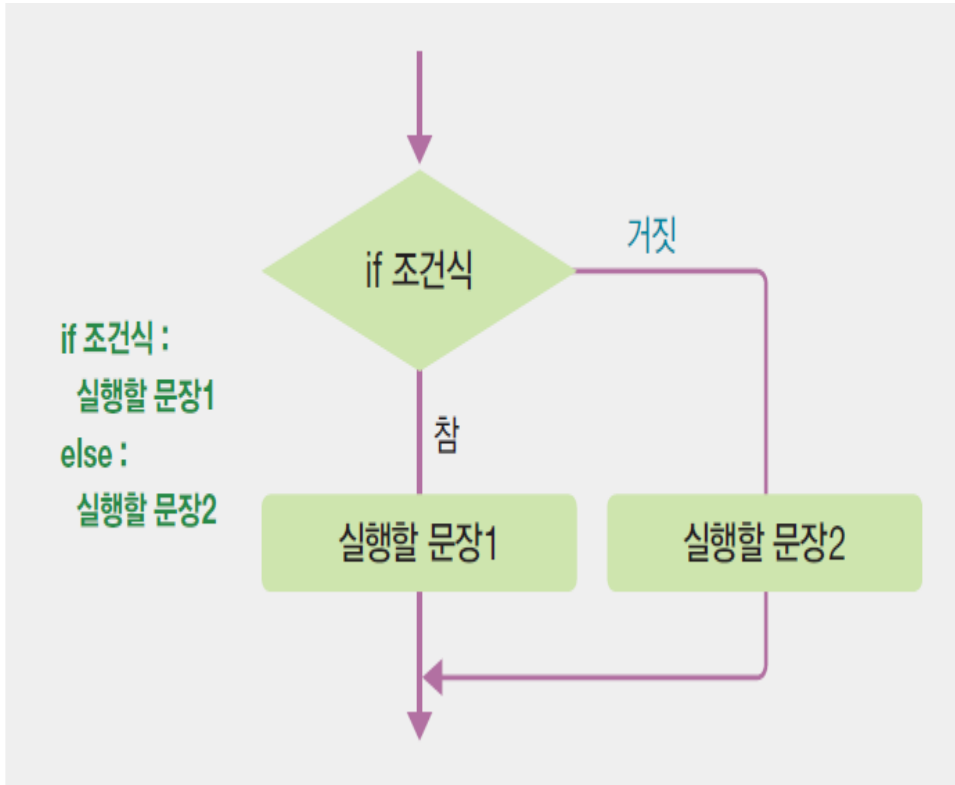 거짓
if 조건식
if 조건식 :
실행할 문장1
else :
실행할 문장2
참
실행할 문장1
실행할 문장2